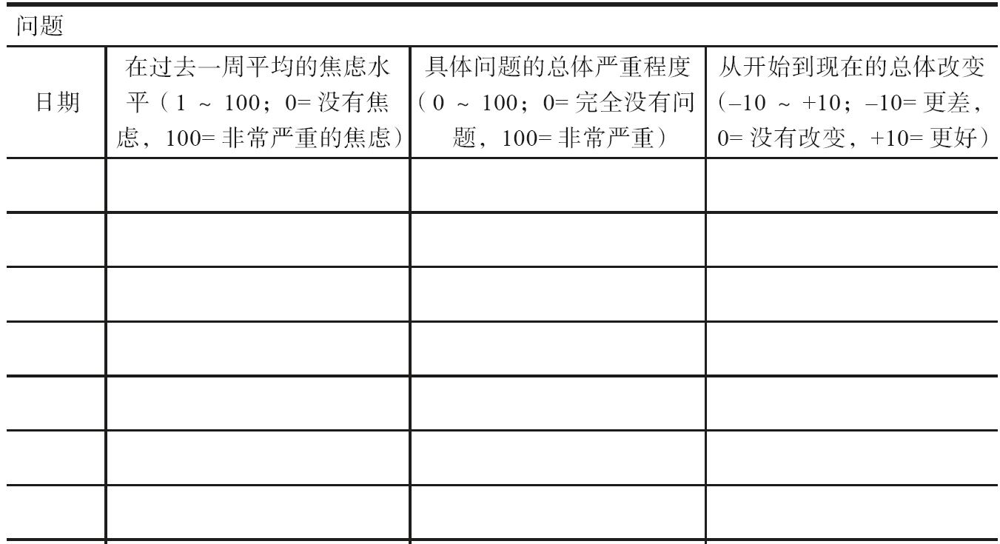 问题
日期
在过去一周平均的焦虑水
平（1 ~ 100；0= 没有焦
虑，100= 非常严重的焦虑）
具体问题的总体严重程度
（0 ~ 100；0= 完全没有问
题，100= 非常严重）
从开始到现在的总体改变
（–10 ~ +10；–10= 更差，
0= 没有改变，+10= 更好）